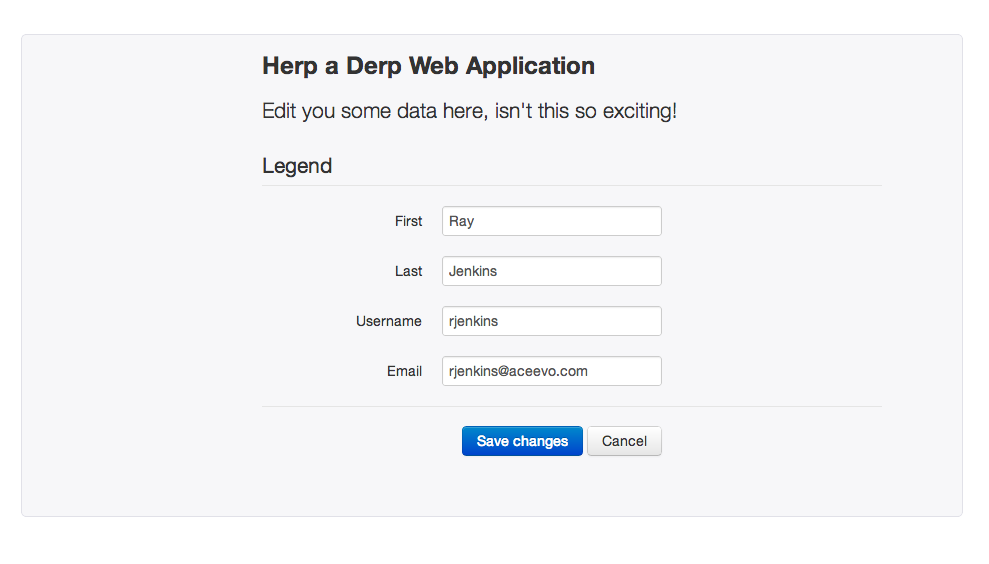 Herp a Derp Web Application
Edit you some data here, isn't this so exciting!
Legend
First Ray
Last Jenkins
Username rjenkins
Email rjenkins@aceevo.com
Save changes Cancel